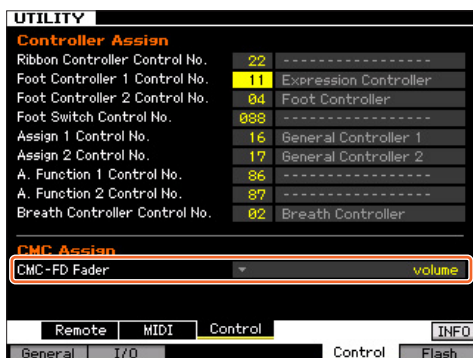 UTILITY
Controller Assign
Ribbon Controller Control No. 22 -----------------
Foot Controller 1 Control No. 11 Expression Controller
Foot Controller 2 Control No. 04 Foot Controller
Foot Switch Control No. 088 -----------------
Assign 1 Control No. 16 General Controller 1
Assign 2 Control No. 17 General Controller 2
A. Function 1 Control No. 86 -----------------
A. Function 2 Control No. 87 -----------------
Breath Controller Control No. 02 Breath Controller
CMC Assign
CMC-FD Fader volume
Remote MIDI Control INFO
General I/O Control Flash